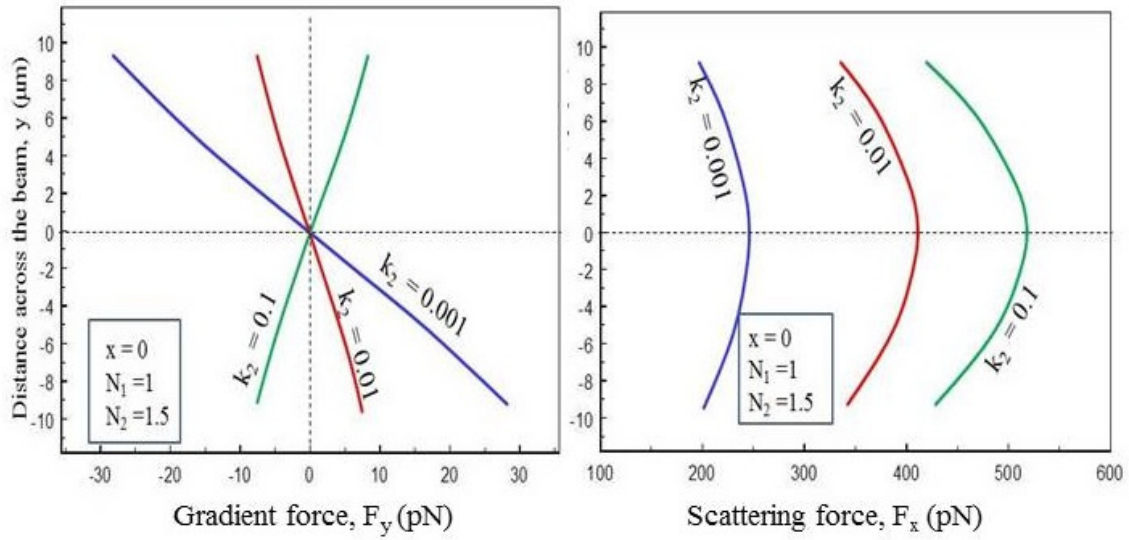 Distance across the beam, y (μm)
10
8
6
4
2
0
-2
-4
-6
-8
-10
k₂ = 0.1
k₂ = 0.01
k₂ = 0.001
x = 0
N₁ =1
N₂ =1.5
-30 -20 -10 0 10 20 30
Gradient force, Fy (pN)
10
8
6
4
2
0
-2
-4
-6
-8
-10
k₂ = 0.001
k₂ = 0.01
k₂ = 0.1
x = 0
N₁ =1
N₂ =1.5
100 200 300 400 500 600
Scattering force, Fx (pN)